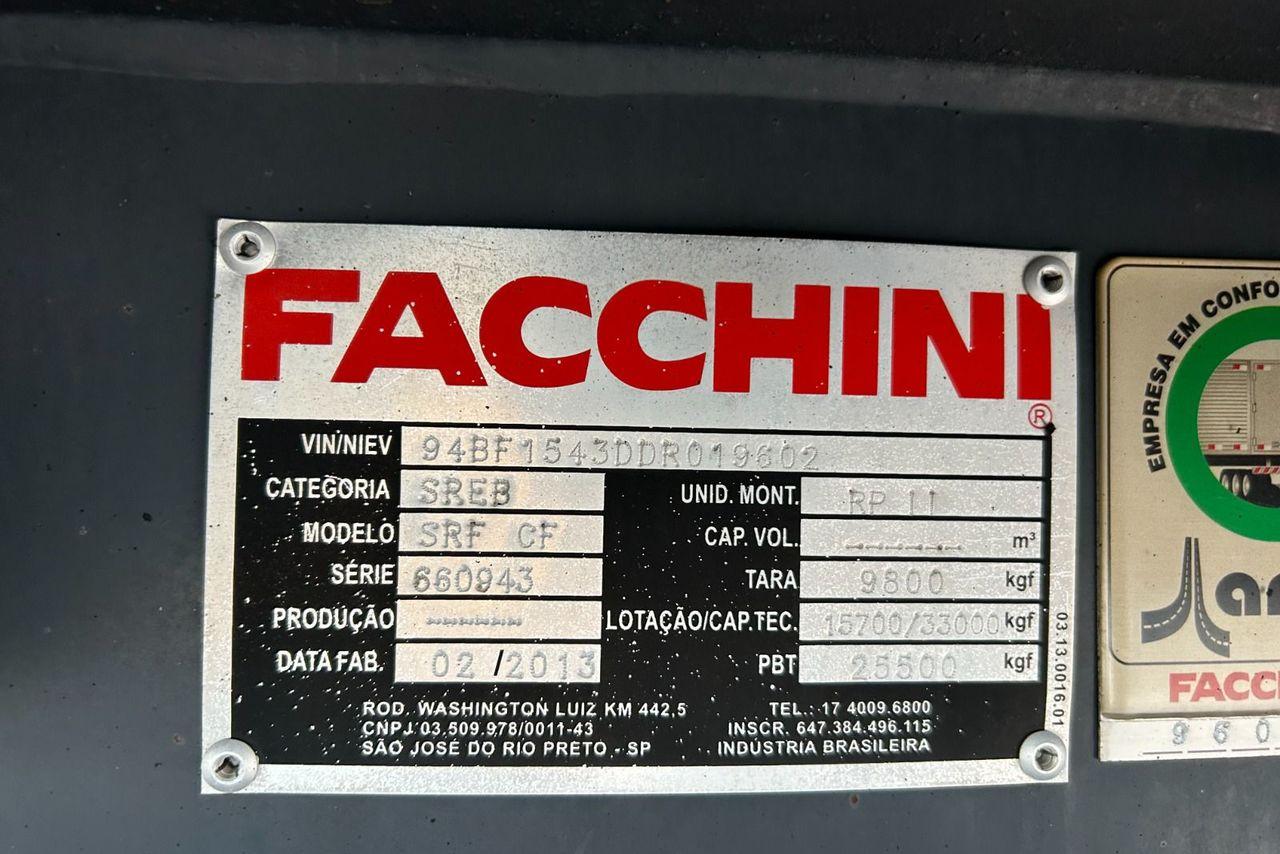 FACCHINI®
VIN/NIEV 94BF1543DDR019602
CATEGORIA SREB UNID. MONT. RP II
MODELO SRF CF CAP. VOL. ------ m³
SÉRIE 660943 TARA 9800 kgf
PRODUÇÃO ------ LOTAÇÃO/CAP.TEC. 15700/33000 kgf
DATA FAB. 02 /2013 PBT 25500 kgf
ROD. WASHINGTON LUIZ KM 442,5 TEL.: 17 4009.6800
CNPJ 03.509.978/0011-43 INSCR. 647.384.496.115
SÃO JOSÉ DO RIO PRETO - SP INDÚSTRIA BRASILEIRA
03.13.0016.01
EMPRESA EM CONFO
an
FACC
960